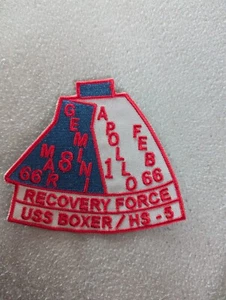 GEMINI
8
MAR
66
APOLLO
1
FEB
66
RECOVERY FORCE
USS BOXER / HS - 5